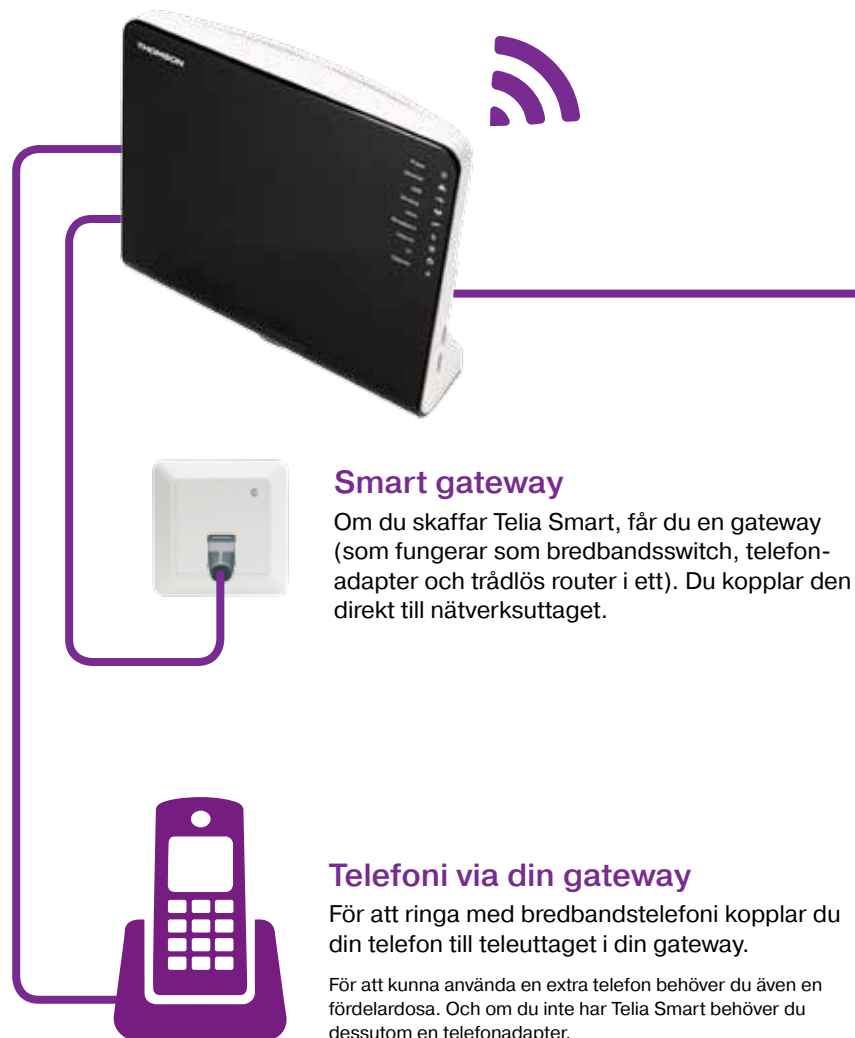 THOMSON
Smart gateway
Om du skaffar Telia Smart, får du en gateway
(som fungerar som bredbandsswitch, telefon-
adapter och trådlös router i ett). Du kopplar den
direkt till nätverksuttaget.
Telefoni via din gateway
För att ringa med bredbandstelefoni kopplar du
din telefon till teleuttaget i din gateway.
För att kunna använda en extra telefon behöver du även en
fördelardosa. Och om du inte har Telia Smart behöver du
dessutom en telefonadapter.